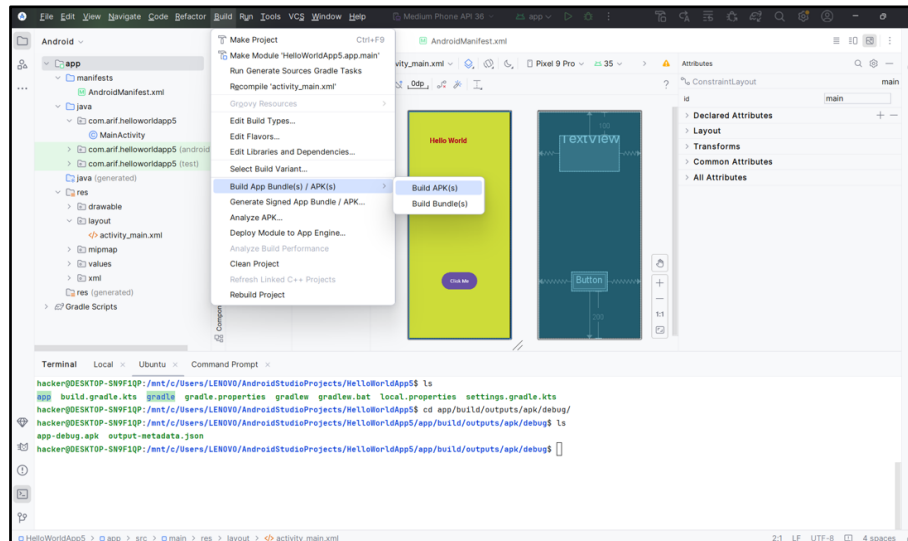 File Edit View Navigate Code Refactor Build Run Tools VCS Window Help Medium Phone API 36 app
Android
AndroidManifest.xml
app
manifests
AndroidManifest.xml
java
com.arif.helloworldapp5
MainActivity
com.arif.helloworldapp5 (android
com.arif.helloworldapp5 (test)
java (generated)
res
drawable
layout
activity_main.xml
mipmap
values
xml
res (generated)
Gradle Scripts
Make Project Ctrl+F9
Make Module 'HelloWorldApp5.app.main'
Run Generate Sources Gradle Tasks
Recompile 'activity_main.xml'
Groovy Resources
Edit Build Types...
Edit Flavors...
Edit Libraries and Dependencies...
Select Build Variant...
Build App Bundle(s) / APK(s)
Generate Signed App Bundle / APK...
Analyze APK...
Deploy Module to App Engine...
Analyze Build Performance
Clean Project
Refresh Linked C++ Projects
Rebuild Project
Build APK(s)
Build Bundle(s)
vity_main.xml Pixel 9 Pro 35
0dp
Hello World
Click Me
100
TextView
Button
205
1:1
Compon
Attributes
ConstraintLayout main
id main
Declared Attributes
Layout
Transforms
Common Attributes
All Attributes
Terminal Local Ubuntu Command Prompt
hacker@DESKTOP-SN9F1QP:/mnt/c/Users/LENOVO/AndroidStudioProjects/HelloWorldApp5$ ls
app build.gradle.kts gradle gradle.properties gradlew gradlew.bat local.properties settings.gradle.kts
hacker@DESKTOP-SN9F1QP:/mnt/c/Users/LENOVO/AndroidStudioProjects/HelloWorldApp5$ cd app/build/outputs/apk/debug/
hacker@DESKTOP-SN9F1QP:/mnt/c/Users/LENOVO/AndroidStudioProjects/HelloWorldApp5/app/build/outputs/apk/debug$ ls
app-debug.apk output-metadata.json
hacker@DESKTOP-SN9F1QP:/mnt/c/Users/LENOVO/AndroidStudioProjects/HelloWorldApp5/app/build/outputs/apk/debug$
HelloWorldApp5 > app > src > main > res > layout > activity_main.xml 2:1 LF UTF-8 4 spaces